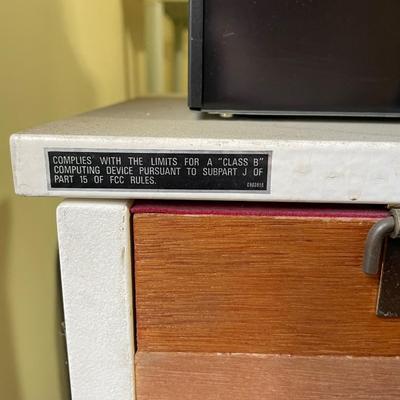 COMPLIES WITH THE LIMITS FOR A "CLASS B"
COMPUTING DEVICE PURSUANT TO SUBPART J OF
PART 15 OF FCC RULES.